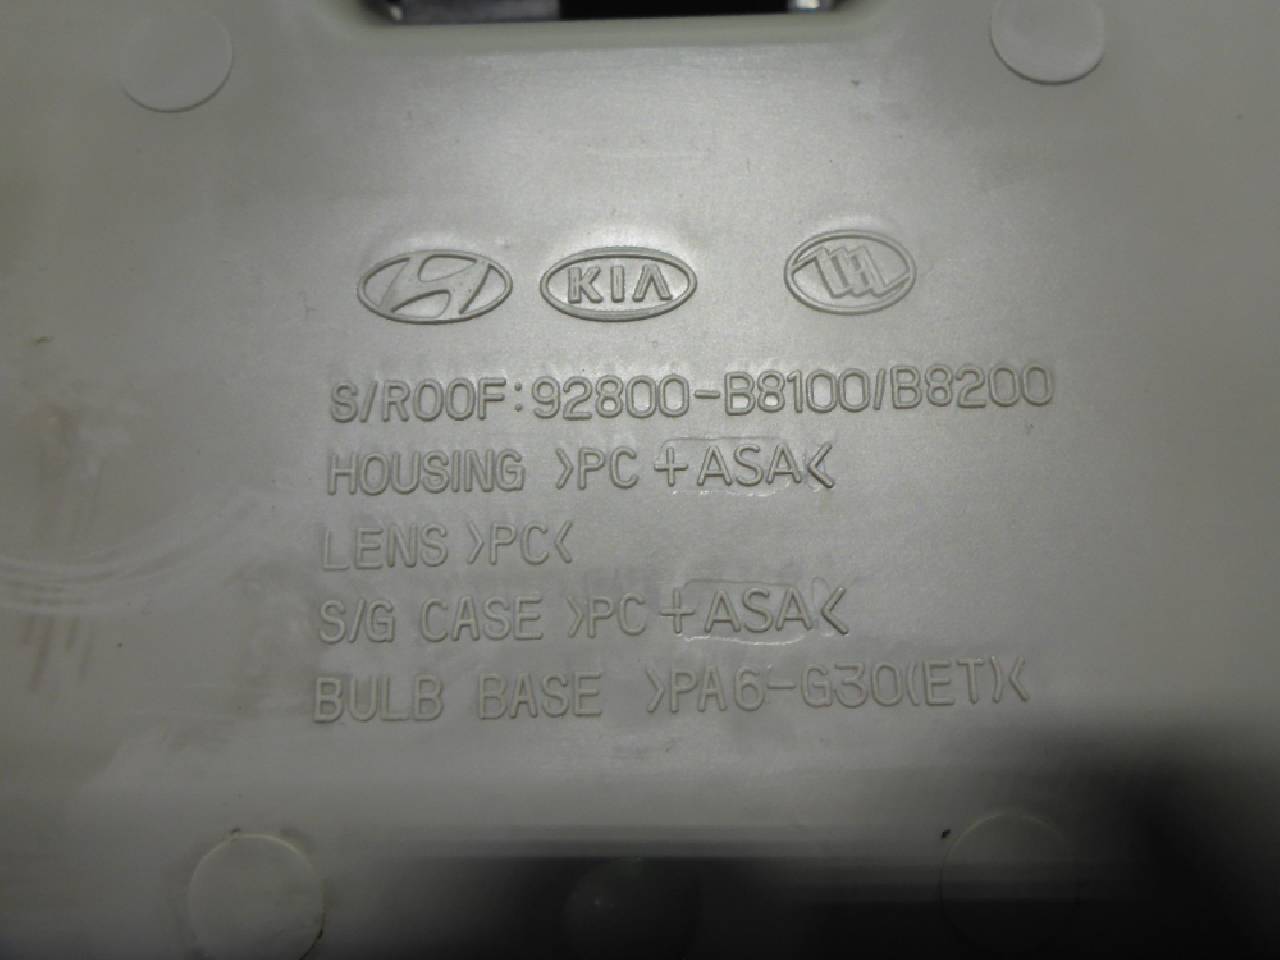 KIA
S/ROOF:92800-B8100/B8200
HOUSING >PC+ASA<
LENS >PC<
S/G CASE >PC+ASA<
BULB BASE >PA6-G30(ET)<